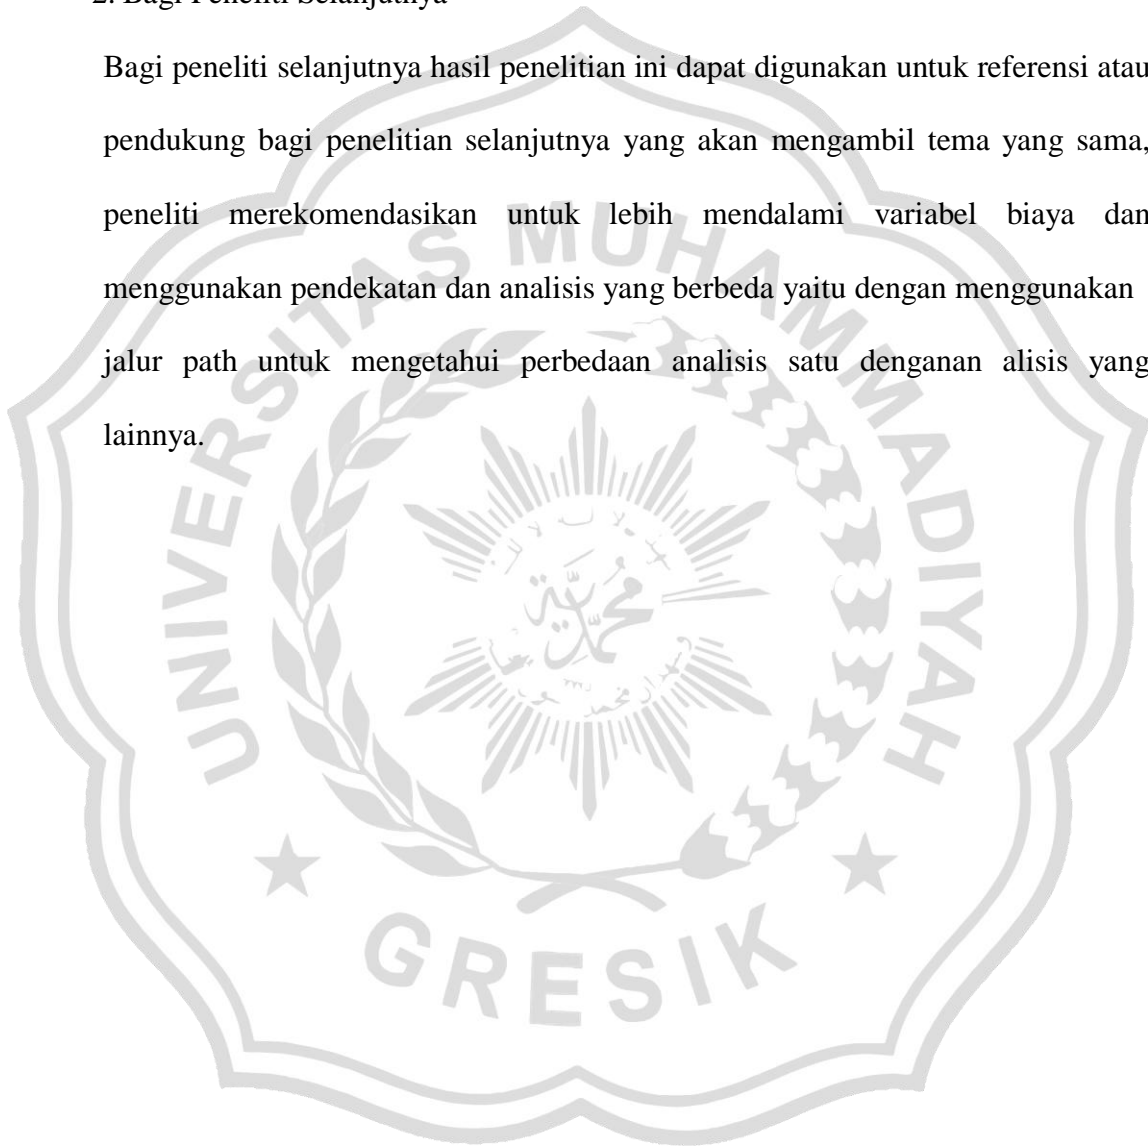 2. Bagi Peneliti Selanjutnya
Bagi peneliti selanjutnya hasil penelitian ini dapat digunakan untuk referensi atau
pendukung bagi penelitian selanjutnya yang akan mengambil tema yang sama,
peneliti merekomendasikan untuk lebih mendalami variabel biaya dan
menggunakan pendekatan dan analisis yang berbeda yaitu dengan menggunakan
jalur path untuk mengetahui perbedaan analisis satu denganan alisis yang
lainnya.
UNIVERSITAS MUHAMMADIYAH
محمدية
GRESIK